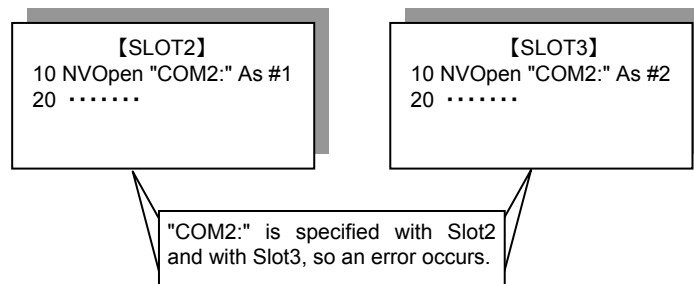 【SLOT2】
10 NVOpen "COM2:" As #1
20 ・・・・・・・
【SLOT3】
10 NVOpen "COM2:" As #2
20 ・・・・・・・
"COM2:" is specified with Slot2
and with Slot3, so an error occurs.